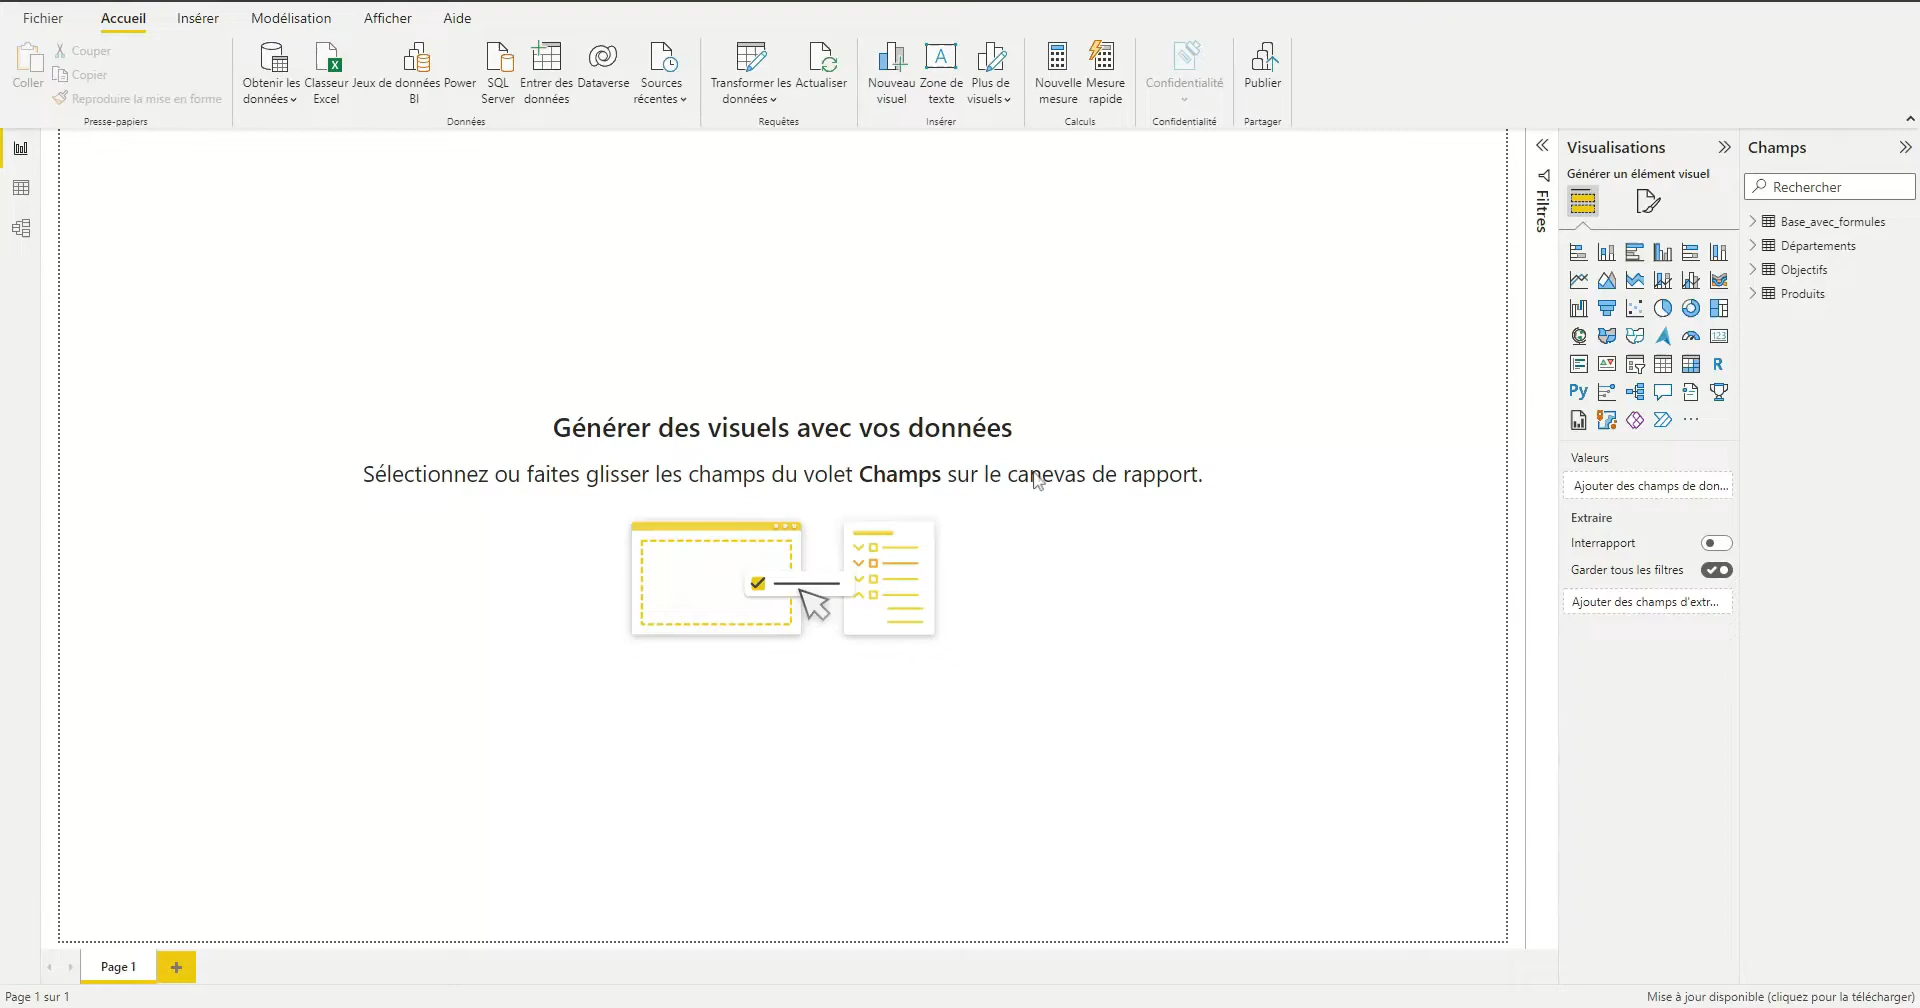 Fichier Accueil Insérer Modélisation Afficher Aide
Coller
Couper
Copier
Reproduire la mise en forme
Presse-papiers
Obtenir les données
Classeur Excel
Jeux de données Power BI
SQL Server
Entrer des données
Dataverse
Sources récentes
Données
Transformer les données
Actualiser
Requêtes
Nouveau visuel
Zone de texte
Plus de visuels
Insérer
Nouvelle mesure
Mesure rapide
Calculs
Confidentialité
Confidentialité
Publier
Partager
Générer des visuels avec vos données
Sélectionnez ou faites glisser les champs du volet Champs sur le canevas de rapport.
Filtres
Visualisations
Générer un élément visuel
R
Py
123
Valeurs
Ajouter des champs de don...
Extraire
Interrapport
Garder tous les filtres
Ajouter des champs d'extr...
Champs
Rechercher
Base_avec_formules
Départements
Objectifs
Produits
Page 1
Page 1 sur 1
Mise à jour disponible (cliquez pour la télécharger)